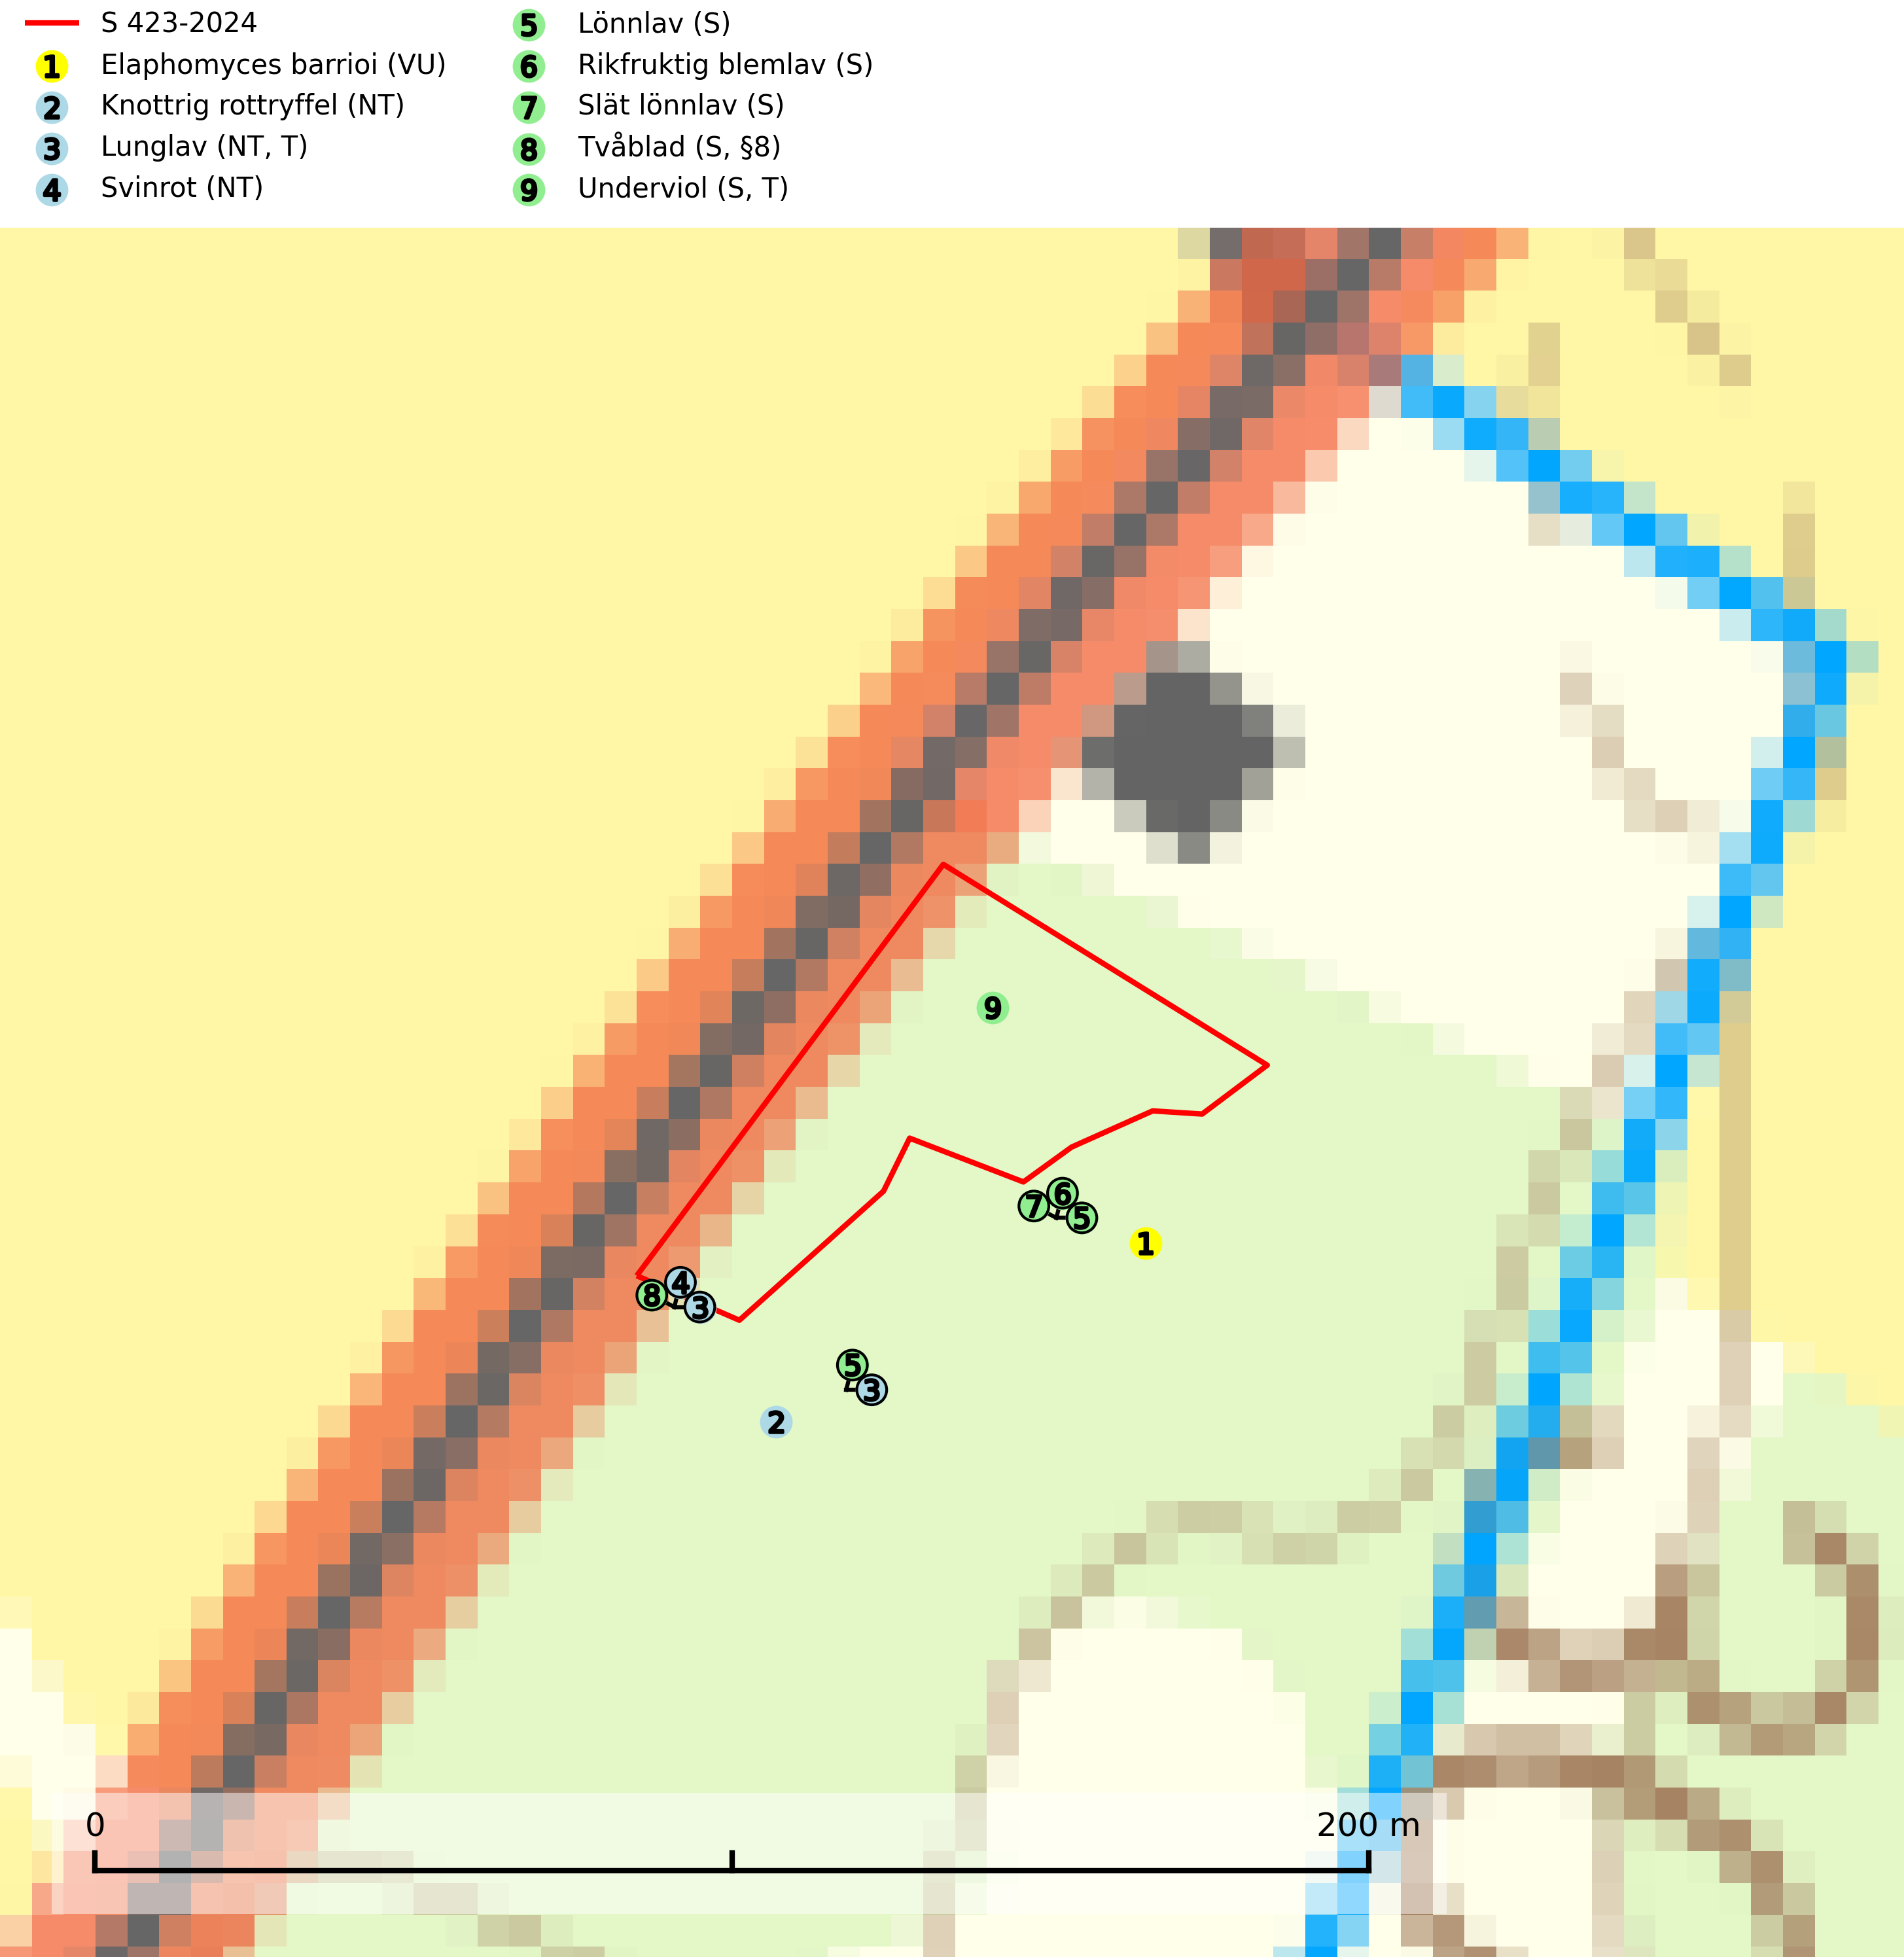 S 423-2024
1 Elaphomyces barrioi (VU)
2 Knottrig rottryffel (NT)
3 Lunglav (NT, T)
4 Svinrot (NT)
5 Lönnlav (S)
6 Rikfruktig blemlav (S)
7 Slät lönnlav (S)
8 Tvåblad (S, §8)
9 Underviol (S, T)
9
6
7
5
1
4
8
3
5
3
2
0
200 m